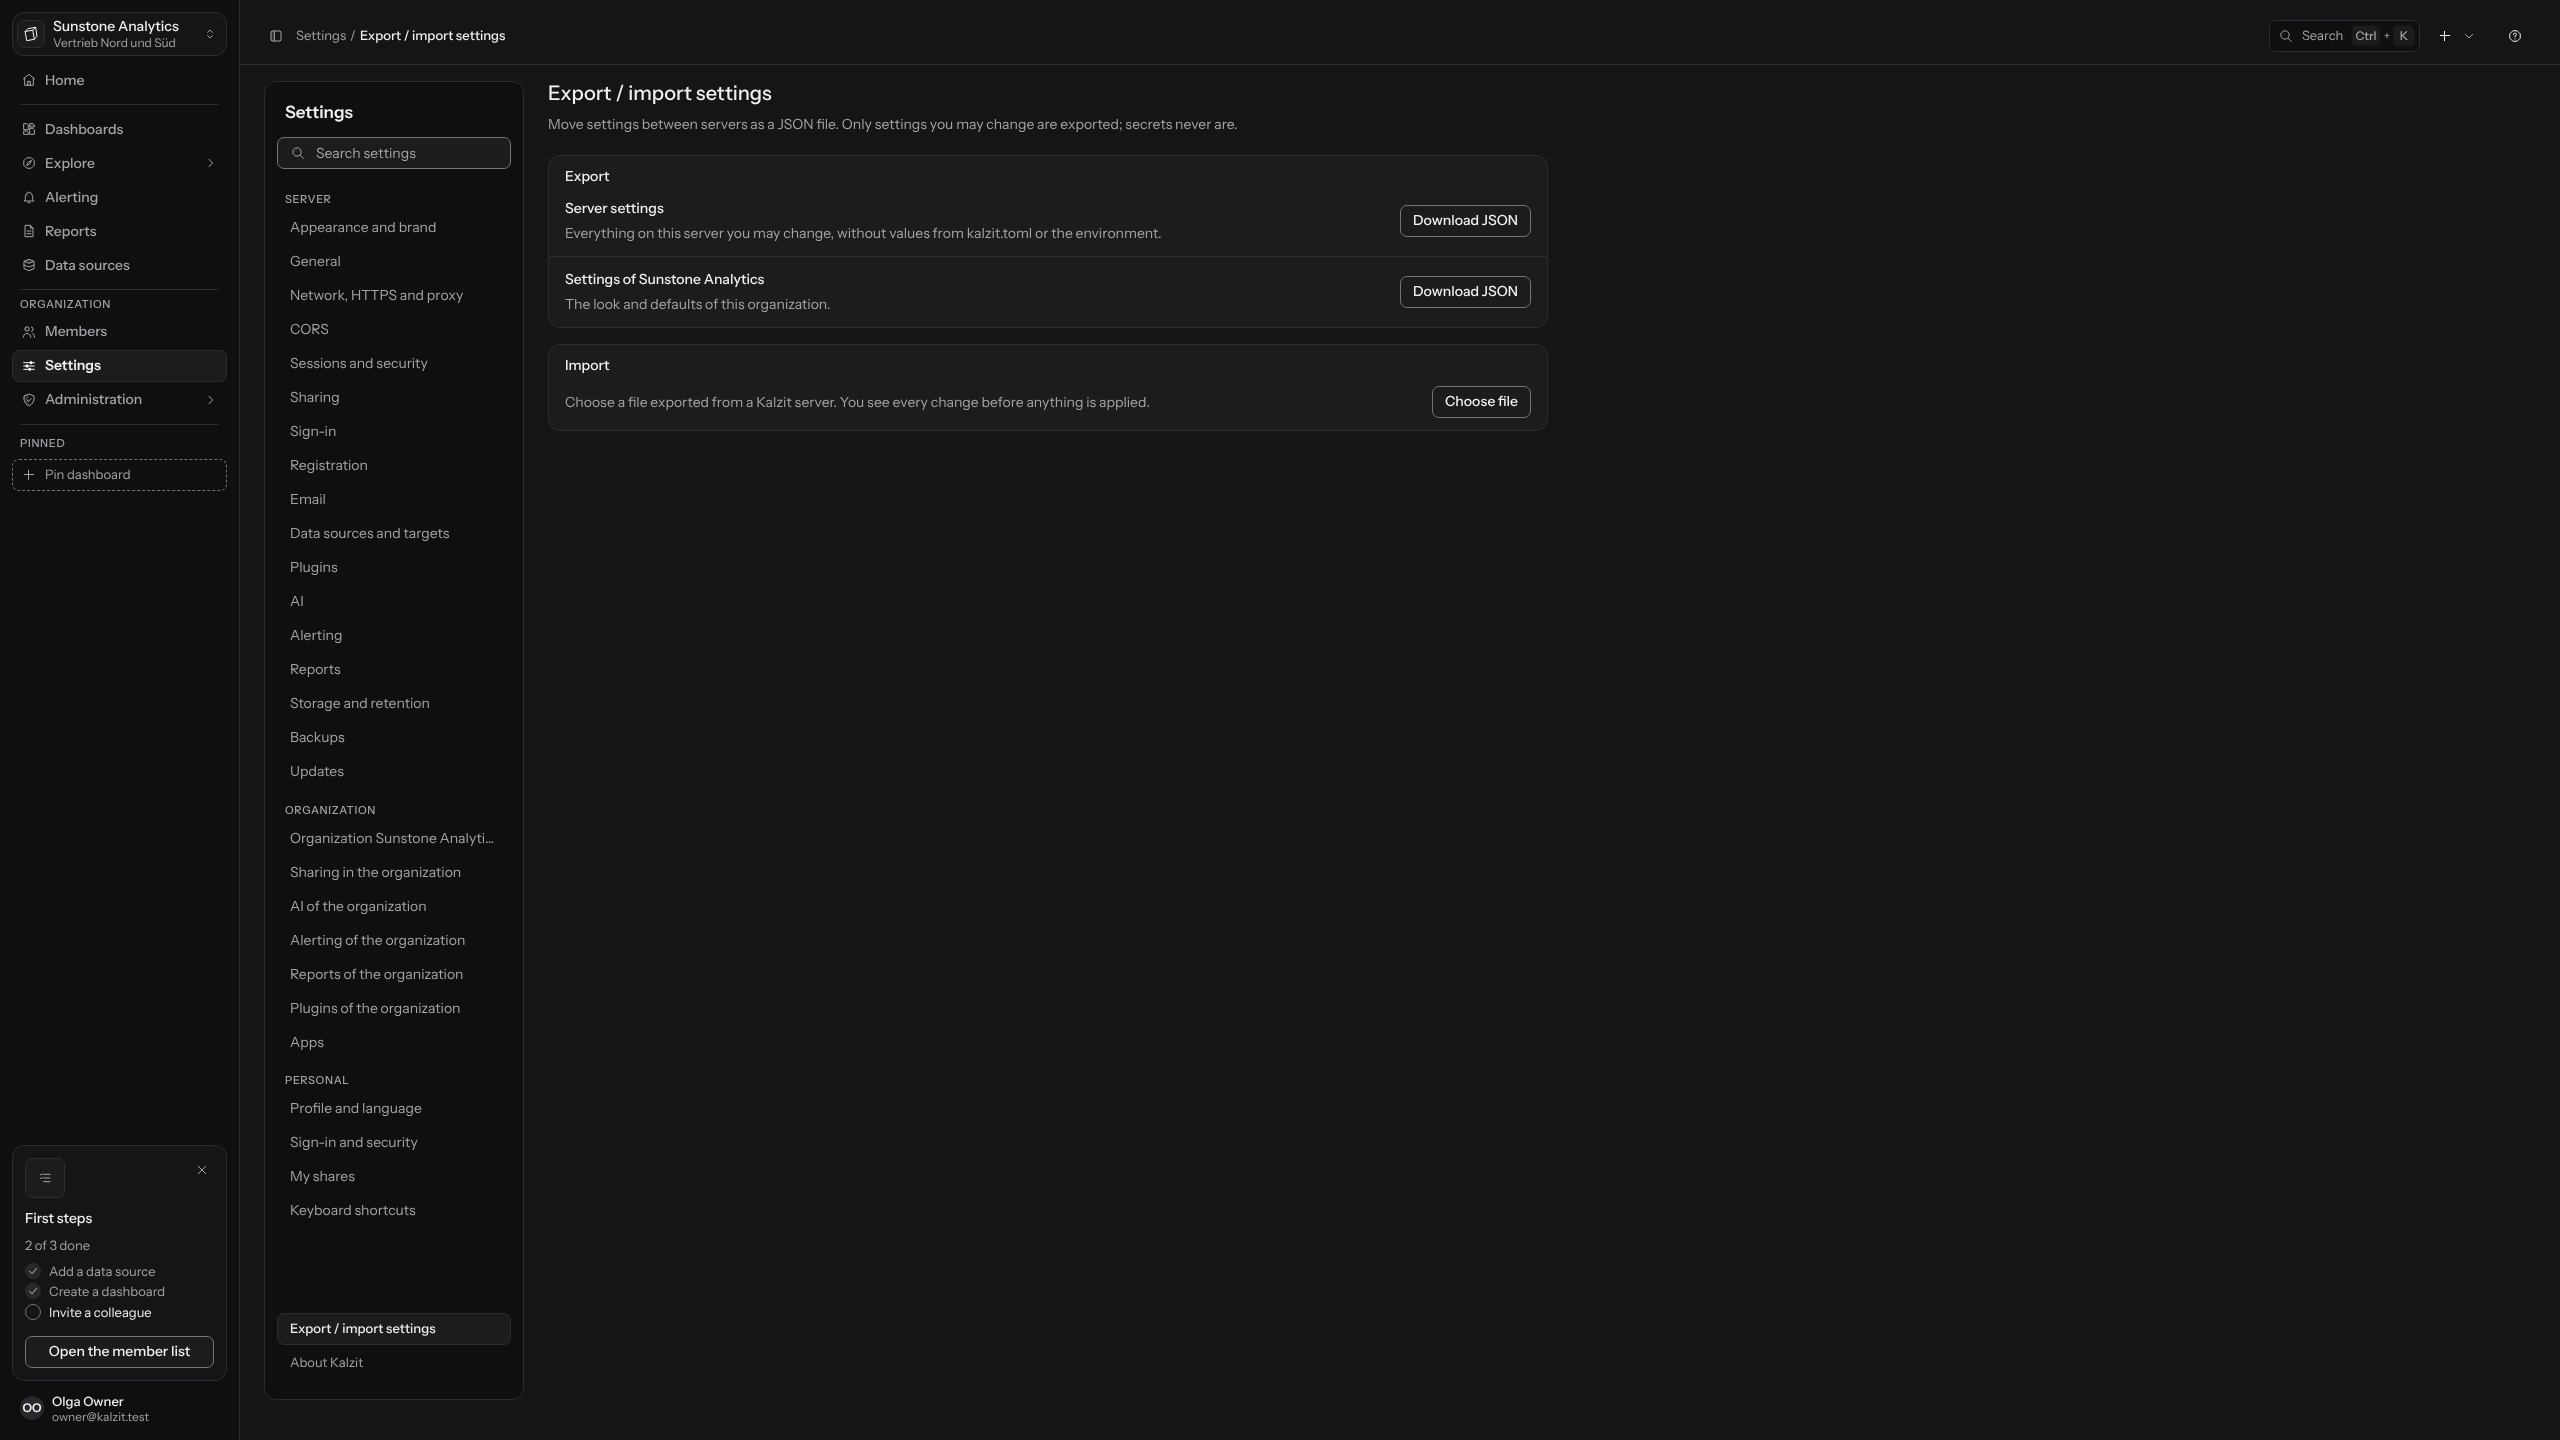 Sunstone Analytics
Vertrieb Nord und Süd
Home
Dashboards
Explore
Alerting
Reports
Data sources
ORGANIZATION
Members
Settings
Administration
PINNED
Pin dashboard
First steps
2 of 3 done
Add a data source
Create a dashboard
Invite a colleague
Open the member list
OO
Olga Owner
owner@kalzit.test
Settings / Export / import settings
Search Ctrl + K
Settings
Search settings
SERVER
Appearance and brand
General
Network, HTTPS and proxy
CORS
Sessions and security
Sharing
Sign-in
Registration
Email
Data sources and targets
Plugins
AI
Alerting
Reports
Storage and retention
Backups
Updates
ORGANIZATION
Organization Sunstone Analyti...
Sharing in the organization
AI of the organization
Alerting of the organization
Reports of the organization
Plugins of the organization
Apps
PERSONAL
Profile and language
Sign-in and security
My shares
Keyboard shortcuts
Export / import settings
About Kalzit
Export / import settings
Move settings between servers as a JSON file. Only settings you may change are exported; secrets never are.
Export
Server settings
Everything on this server you may change, without values from kalzit.toml or the environment.
Download JSON
Settings of Sunstone Analytics
The look and defaults of this organization.
Download JSON
Import
Choose a file exported from a Kalzit server. You see every change before anything is applied.
Choose file